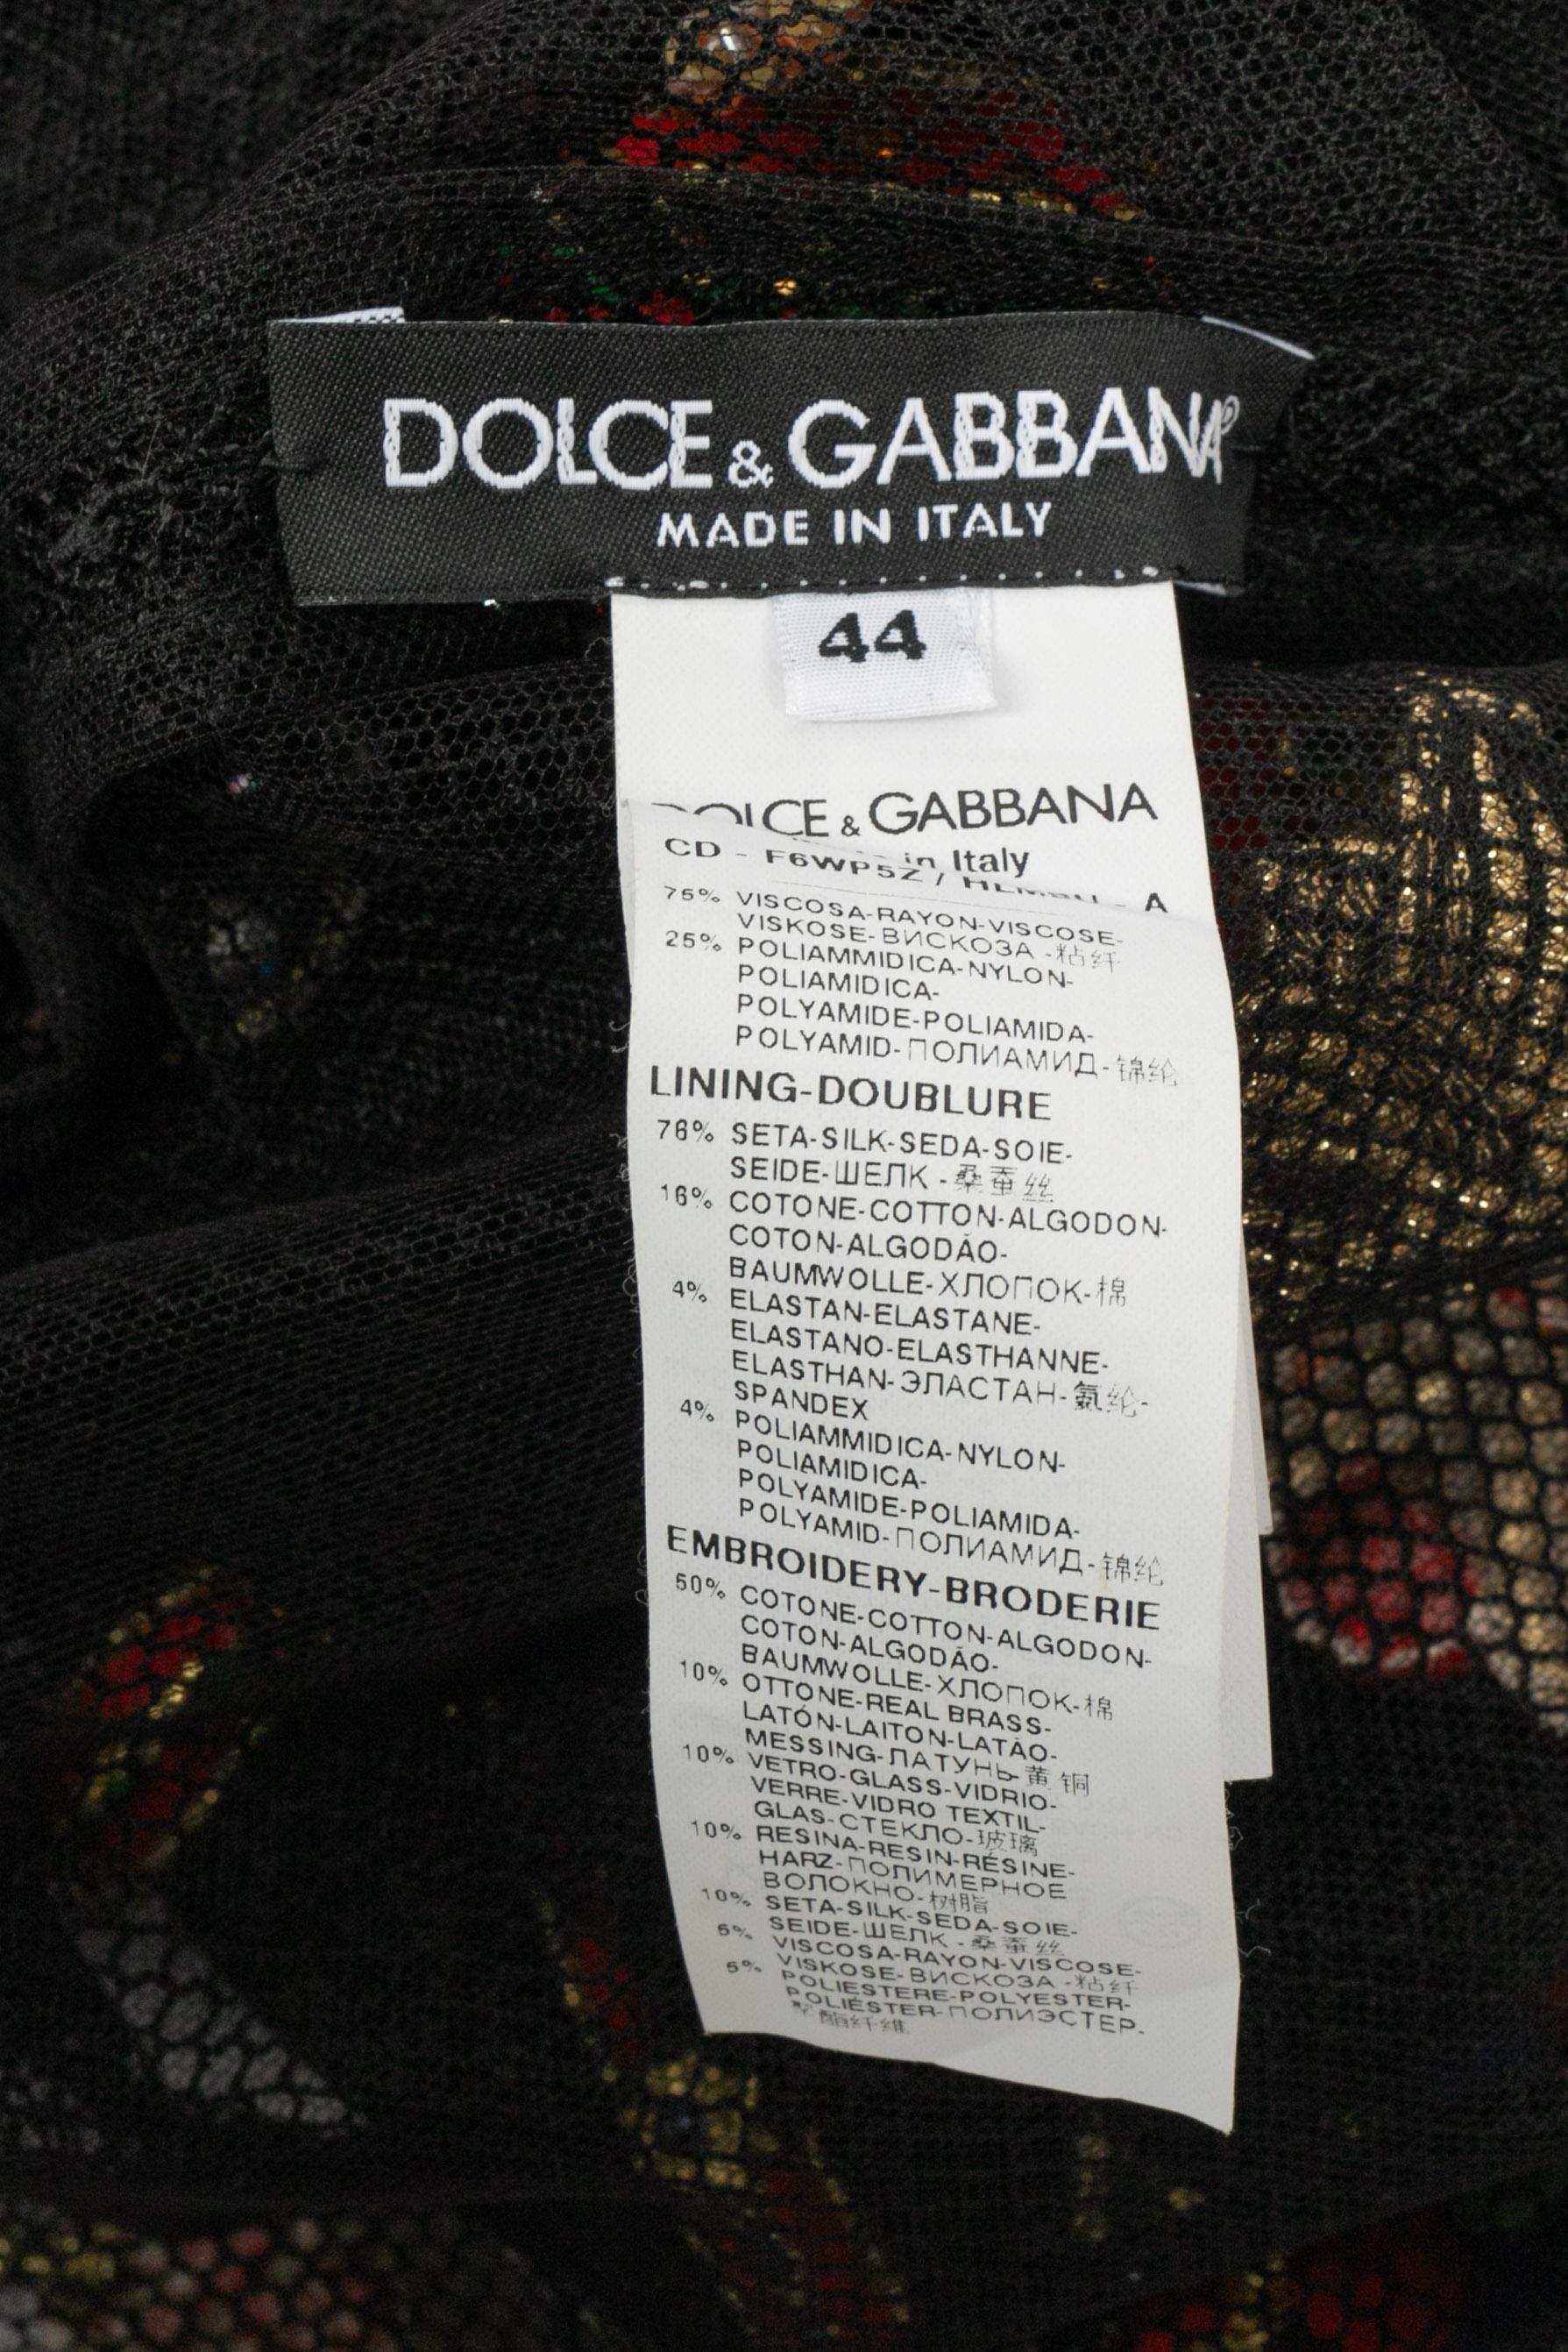 DOLCE & GABBANA®
MADE IN ITALY
44
DOLCE & GABBANA
in Italy
CD - F6WP5Z / - A
75% VISCOSA-RAYON-VISCOSE-
VISKOSE-ВИСКОЗА -粘纤
25% POLIAMMIDICA-NYLON-
POLIAMIDICA-
POLYAMIDE-POLIAMIDA-
POLYAMID-ПОЛИАМИД-锦纶
LINING-DOUBLURE
76% SETA-SILK-SEDA-SOIE-
SEIDE-ШЕЛК -桑蚕丝
16% COTONE-COTTON-ALGODON-
COTON-ALGODÃO-
BAUMWOLLE-ХЛОПОК-棉
4% ELASTAN-ELASTANE-
ELASTANO-ELASTHANNE-
ELASTHAN-ЭЛАСТАН-氨纶-
SPANDEX
4% POLIAMMIDICA-NYLON-
POLIAMIDICA-
POLYAMIDE-POLIAMIDA-
POLYAMID-ПОЛИАМИД-锦纶
EMBROIDERY-BRODERIE
50% COTONE-COTTON-ALGODON-
COTON-ALGODÃO-
BAUMWOLLE-ХЛОПОК-棉
10% OTTONE-REAL BRASS-
LATÓN-LAITON-LATÃO-
MESSING-ЛАТУНЬ-黄铜
10% VETRO-GLASS-VIDRIO-
VERRE-VIDRO TEXTIL-
GLAS-СТЕКЛО-玻璃
10% RESINA-RESIN-RÉSINE-
HARZ-ПОЛИМЕРНОЕ
ВОЛОКНО-树脂
10% SETA-SILK-SEDA-SOIE-
SEIDE-ШЕЛК -桑蚕丝
5% VISCOSA-RAYON-VISCOSE-
VISKOSE-ВИСКОЗА -粘纤
5% POLIESTERE-POLYESTER-
POLIÉSTER-ПОЛИЭСТЕР-
聚酯纤维